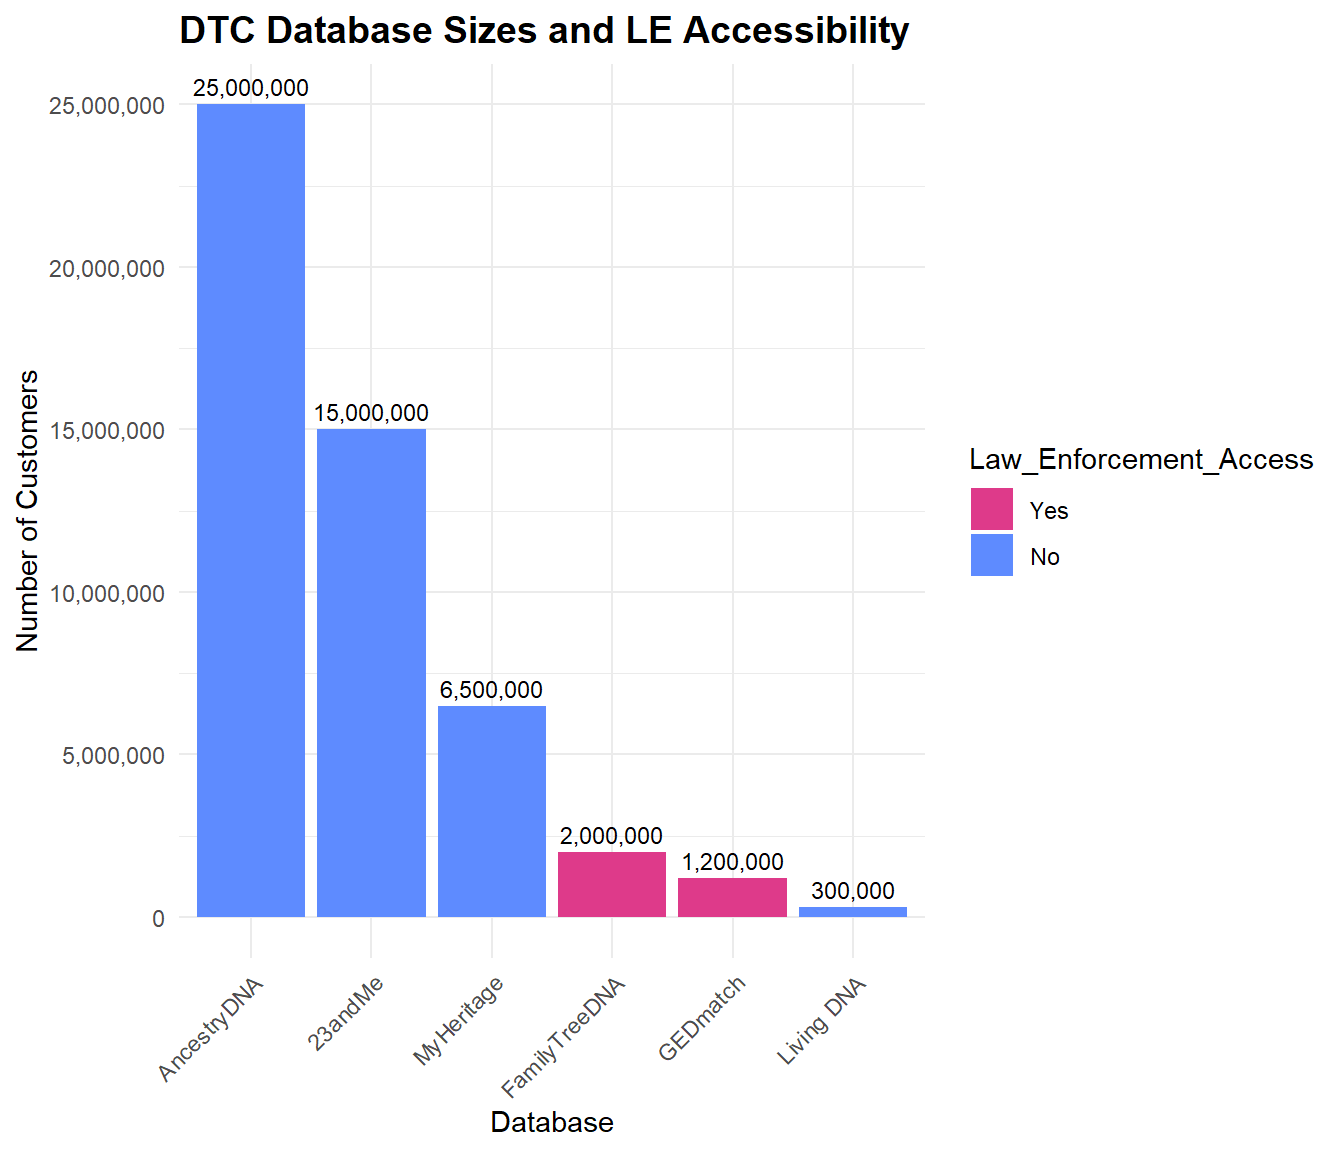 DTC Database Sizes and LE Accessibility
Number of Customers
25,000,000
20,000,000
15,000,000
10,000,000
5,000,000
0
25,000,000
15,000,000
6,500,000
2,000,000
1,200,000
300,000
AncestryDNA
23andMe
MyHeritage
FamilyTreeDNA
GEDmatch
Living DNA
Database
Law_Enforcement_Access
Yes
No